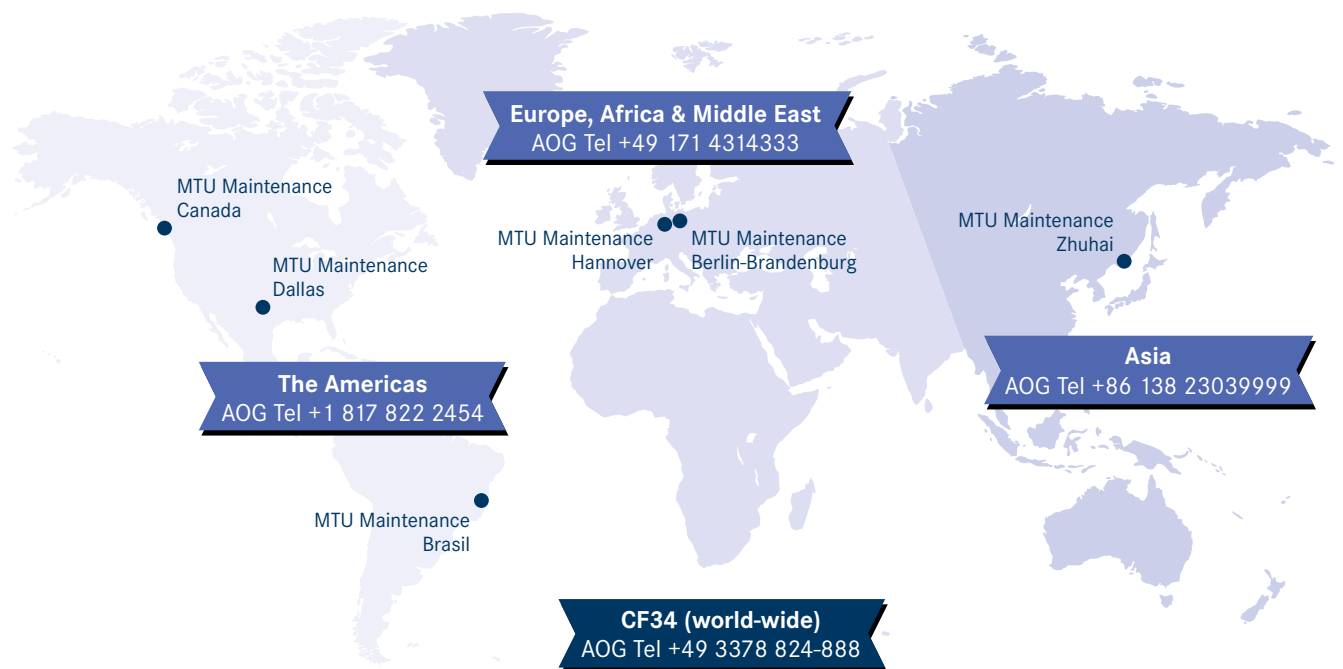 Europe, Africa & Middle East
AOG Tel +49 171 4314333
MTU Maintenance
Canada
MTU Maintenance
Dallas
MTU Maintenance
Hannover
MTU Maintenance
Berlin-Brandenburg
MTU Maintenance
Zhuhai
The Americas
AOG Tel +1 817 822 2454
Asia
AOG Tel +86 138 23039999
MTU Maintenance
Brasil
CF34 (world-wide)
AOG Tel +49 3378 824-888